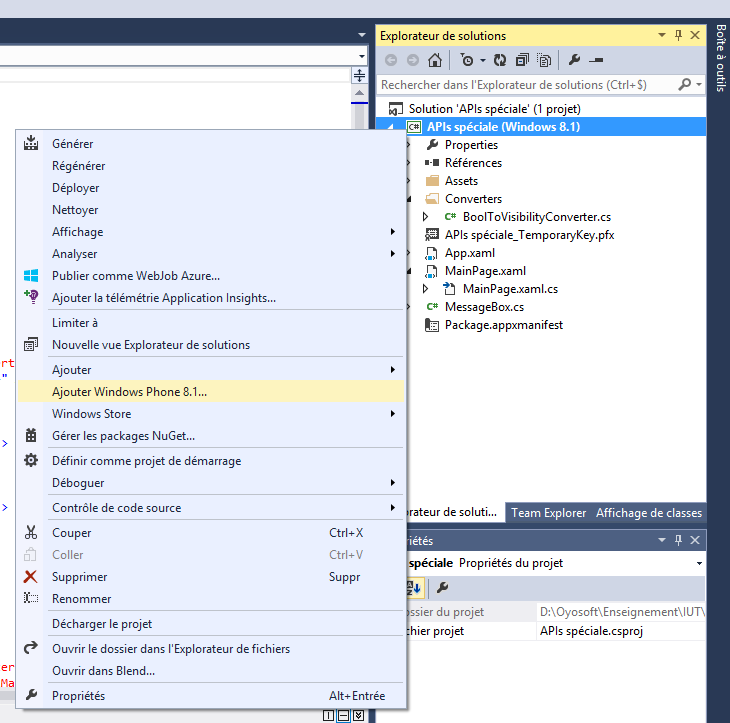 Explorateur de solutions
Rechercher dans l'Explorateur de solutions (Ctrl+$)
Boîte à outils
Solution 'APIs spéciale' (1 projet)
C# APIs spéciale (Windows 8.1)
Properties
Références
Assets
Converters
C# BoolToVisibilityConverter.cs
APIs spéciale_TemporaryKey.pfx
App.xaml
MainPage.xaml
MainPage.xaml.cs
C# MessageBox.cs
Package.appxmanifest
Générer
Régénérer
Déployer
Nettoyer
Affichage
Analyser
Publier comme WebJob Azure...
Ajouter la télémétrie Application Insights...
Limiter à
Nouvelle vue Explorateur de solutions
Ajouter
Ajouter Windows Phone 8.1...
Windows Store
Gérer les packages NuGet...
Définir comme projet de démarrage
Déboguer
Contrôle de code source
Couper Ctrl+X
Coller Ctrl+V
Supprimer Suppr
Renommer
Décharger le projet
Ouvrir le dossier dans l'Explorateur de fichiers
Ouvrir dans Blend...
Propriétés Alt+Entrée
ert
"
>
>
er
Ma
orateur de soluti... Team Explorer Affichage de classes
iétés
spéciale Propriétés du projet
ossier du projet D:\Oyosoft\Enseignement\IUT\
chier projet APIs spéciale.csproj